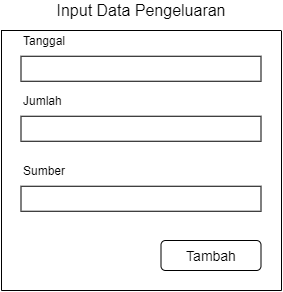 Input Data Pengeluaran
Tanggal
Jumlah
Sumber
Tambah